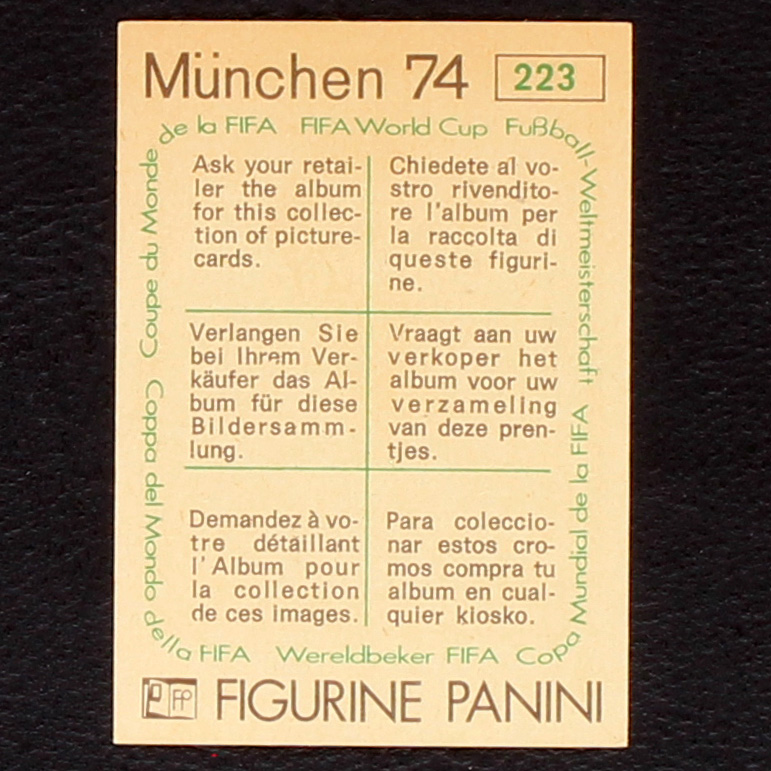 München 74 223
de la FIFA FIFA World Cup Fußball-Weltmeisterschaft
Ask your retai-
ler the album
for this collec-
tion of picture-
cards.
Chiedete al vo-
stro rivendito-
re l'album per
la raccolta di
queste figuri-
ne.
Verlangen Sie
bei Ihrem Ver-
käufer das Al-
bum für diese
Bildersamm-
lung.
Vraagt aan uw
verkoper het
album voor uw
verzameling
van deze pren-
tjes.
Demandez à vo-
tre détaillant
l'Album pour
la collection
de ces images.
Para coleccio-
nar estos cro-
mos compra tu
album en cual-
quier kiosko.
Copa Mundial de la FIFA
Wereldbeker FIFA
Coppa del Mondo della FIFA
Coupe du Monde
FP FIGURINE PANINI